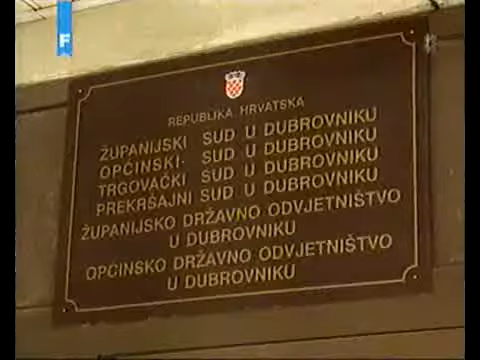 F
REPUBLIKA HRVATSKA
ŽUPANIJSKI SUD U DUBROVNIKU
OPĆINSKI SUD U DUBROVNIKU
TRGOVAČKI SUD U DUBROVNIKU
PREKRŠAJNI SUD U DUBROVNIKU
ŽUPANIJSKO DRŽAVNO ODVJETNIŠTVO
U DUBROVNIKU
OPĆINSKO DRŽAVNO ODVJETNIŠTVO
U DUBROVNIKU